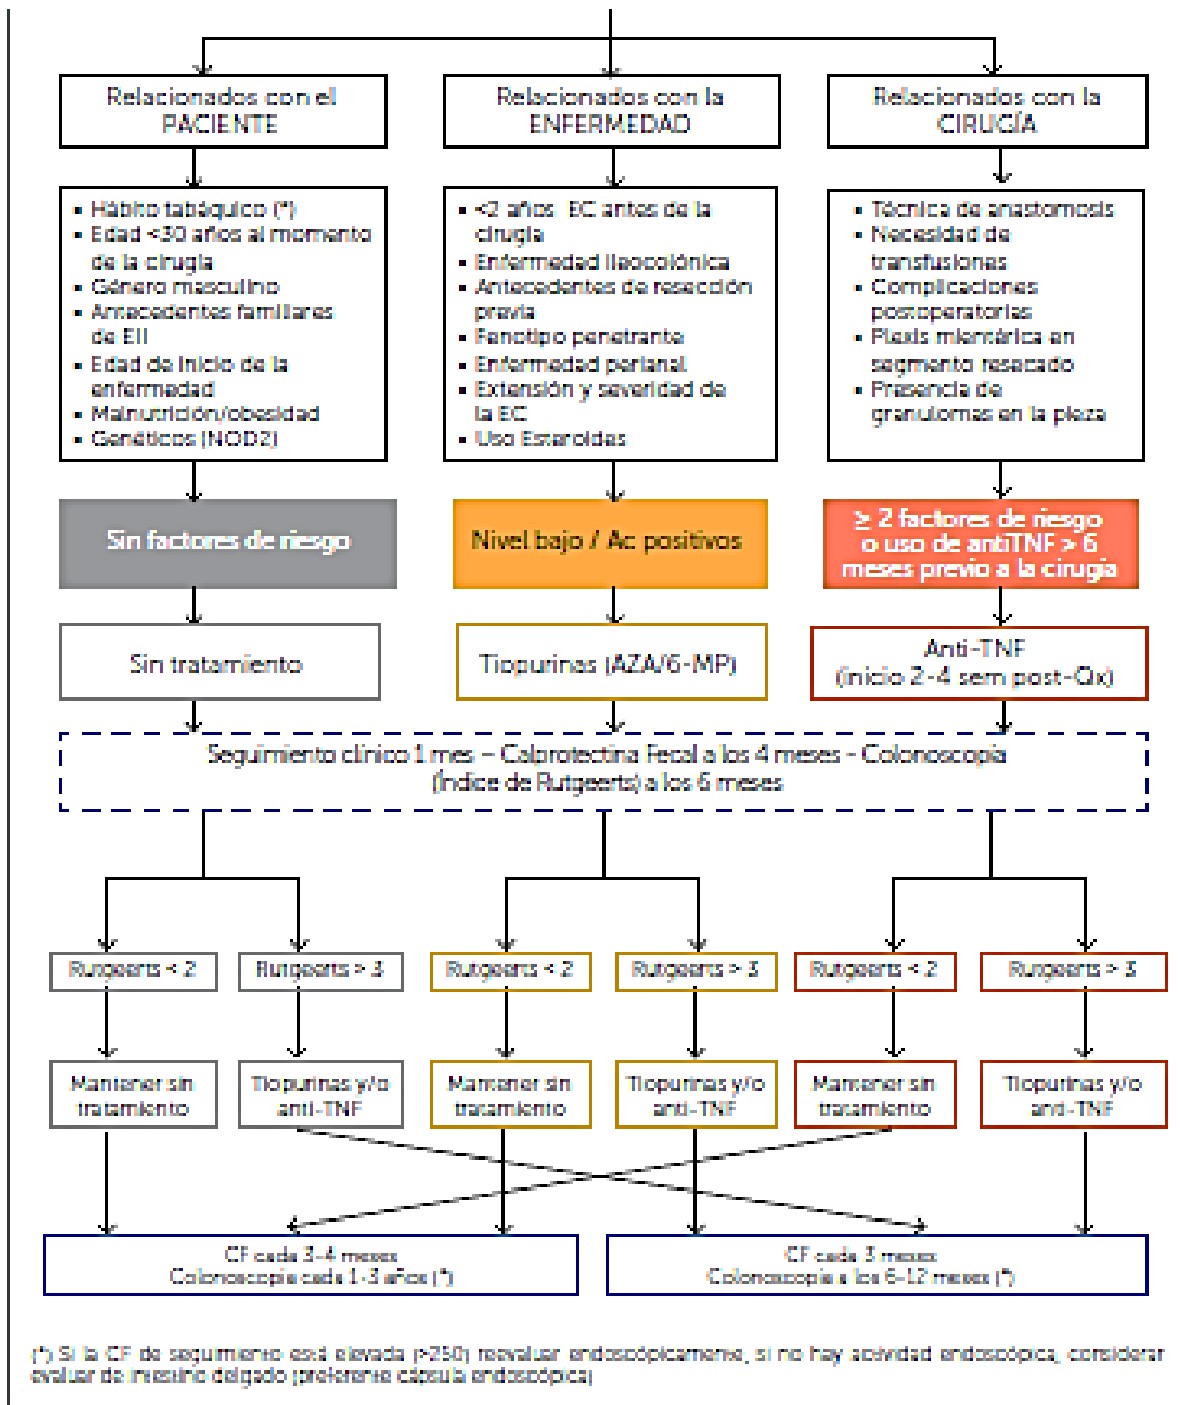 Relacionados con el
PACIENTE
Relacionados con la
ENFERMEDAD
Relacionados con la
CIRUGÍA
▪ Hábito tabáquico (*)
▪ Edad <30 años al momento
de la cirugía
▪ Género masculino
▪ Antecedentes familiares
de EII
▪ Edad de inicio de la
enfermedad
▪ Malnutrición/obesidad
▪ Genéticos (NOD2)
▪ <2 años EC antes de la
cirugía
▪ Enfermedad ileocolónica
▪ Antecedentes de resección
previa
▪ Fenotipo penetrante
▪ Enfermedad perianal
▪ Extensión y severidad de
la EC
▪ Uso Esteroides
▪ Técnica de anastomosis
▪ Necesidad de
transfusiones
▪ Complicaciones
postoperatorias
▪ Plexis mientérica en
segmento resecado
▪ Presencia de
granulomas en la pieza
Sin factores de riesgo
Nivel bajo / Ac positivos
≥ 2 factores de riesgo
o uso de antiTNF > 6
meses previo a la cirugía
Sin tratamiento
Tiopurinas (AZA/6-MP)
Anti-TNF
(inicio 2-4 sem post-Qx)
Seguimiento clínico 1 mes – Calprotectina Fecal a los 4 meses - Colonoscopía
(Índice de Rutgeerts) a los 6 meses
Rutgeerts < 2
Rutgeerts > 3
Rutgeerts < 2
Rutgeerts > 3
Rutgeerts < 2
Rutgeerts > 3
Mantener sin
tratamiento
Tiopurinas y/o
anti-TNF
Mantener sin
tratamiento
Tiopurinas y/o
anti-TNF
Mantener sin
tratamiento
Tiopurinas y/o
anti-TNF
CF cada 3-4 meses
Colonoscopia cada 1-3 años (*)
CF cada 3 meses
Colonoscopia a los 6-12 meses (*)
(*) Si la CF de seguimiento está elevada (>250) reevaluar endoscópicamente, si no hay actividad endoscópica, considerar
evaluar de intestino delgado (preferente cápsula endoscópica)